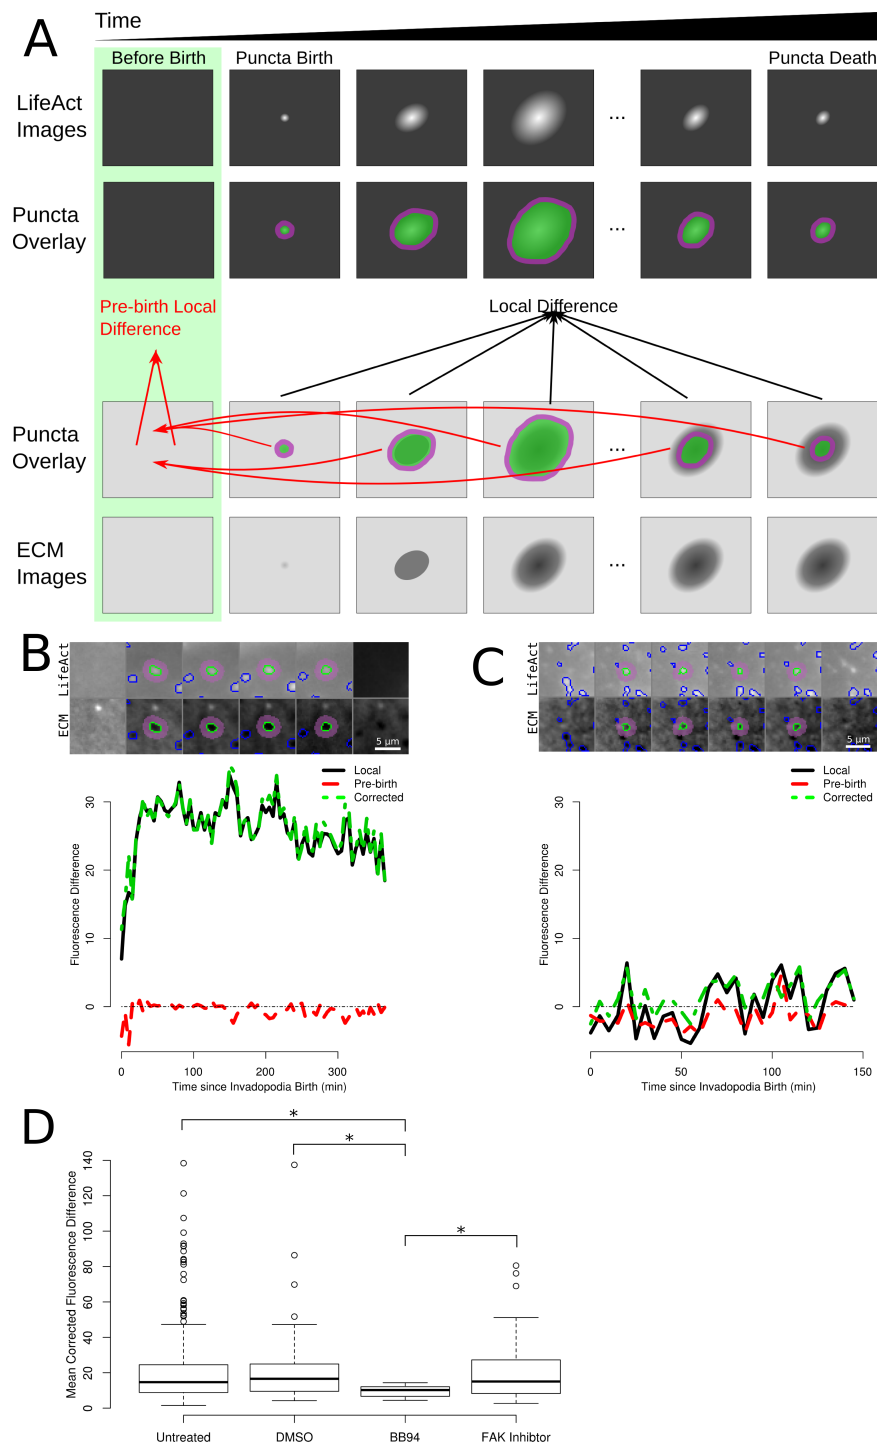 A
Time
Before Birth
Puncta Birth
Puncta Death
LifeAct
Images
...
Puncta
Overlay
...
Pre-birth Local
Difference
Local Difference
Puncta
Overlay
...
ECM
Images
...
B
LifeAct
ECM
5 µm
Local
Pre-birth
Corrected
Fluorescence Difference
30
20
10
0
0
100
200
300
Time since Invadopodia Birth (min)
C
LifeAct
ECM
5 µm
Local
Pre-birth
Corrected
Fluorescence Difference
30
20
10
0
0
50
100
150
Time since Invadopodia Birth (min)
D
*
*
*
Mean Corrected Fluorescence Difference
140
120
100
80
60
40
20
0
Untreated
DMSO
BB94
FAK Inhibtor